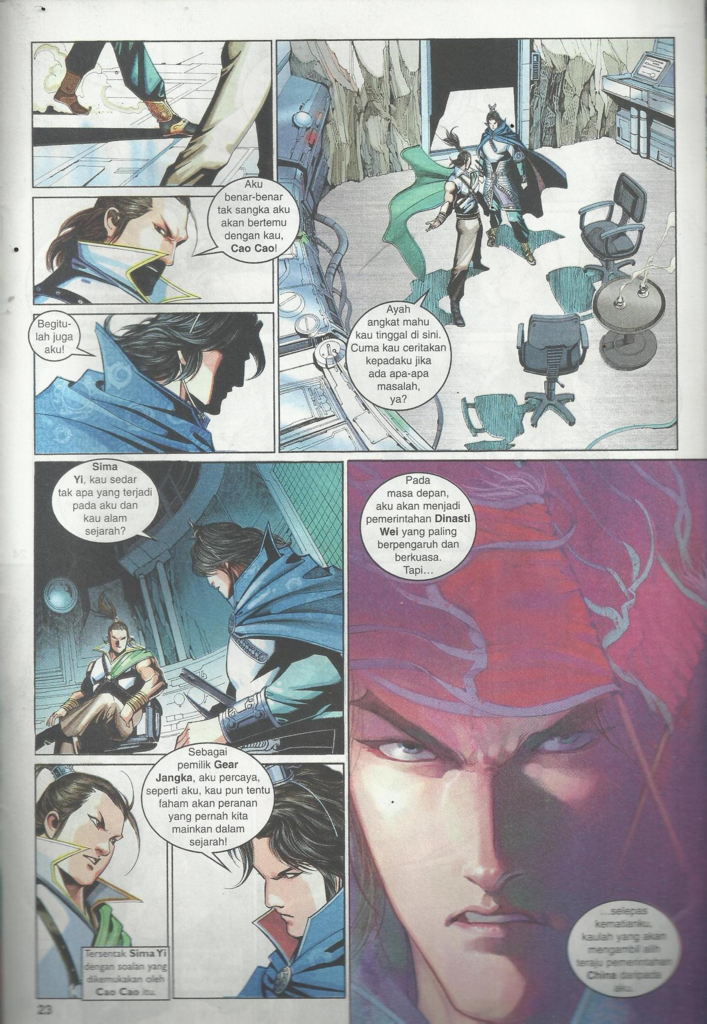 Aku
benar-benar
tak sangka aku
akan bertemu
dengan kau,
Cao Cao!
Begitu-
lah juga
aku!
Ayah
angkat mahu
kau tinggal di sini.
Cuma kau ceritakan
kepadaku jika
ada apa-apa
masalah,
ya?
Sima
Yi, kau sedar
tak apa yang terjadi
pada aku dan
kau alam
sejarah?
Sebagai
pemilik Gear
Jangka, aku percaya,
seperti aku, kau pun tentu
faham akan peranan
yang pernah kita
mainkan dalam
sejarah!
Tersentak Sima Yi
dengan soalan yang
dikemukakan oleh
Cao Cao itu.
Pada
masa depan,
aku akan menjadi
pemerintahan Dinasti
Wei yang paling
berpengaruh dan
berkuasa.
Tapi...
...selepas
kematianku,
kaulah yang akan
mengambil alih
teraju pemerintahan
China daripada
aku.
23